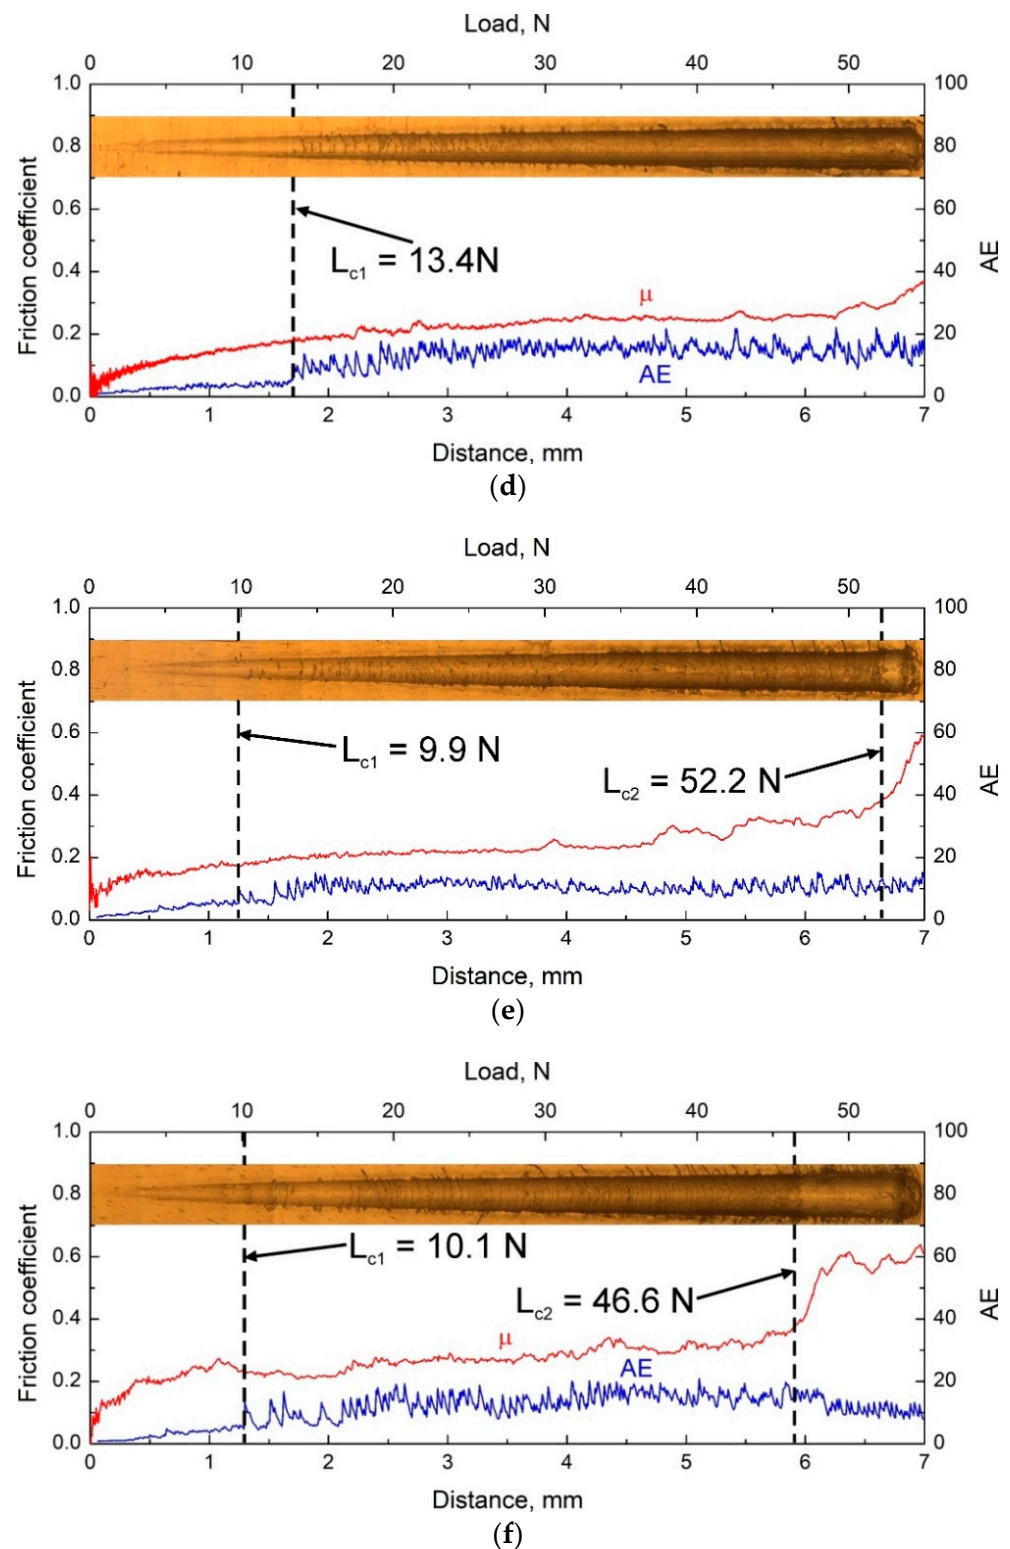 Load, N
0 10 20 30 40 50
1.0 100
0.8 80
0.6 60
Lc1 = 13.4N
0.4 40
μ
0.2 20
AE
0.0 0
0 1 2 3 4 5 6 7
Friction coefficient
AE
Distance, mm
(d)
Load, N
0 10 20 30 40 50
1.0 100
0.8 80
0.6 60
Lc1 = 9.9 N
Lc2 = 52.2 N
0.4 40
0.2 20
0.0 0
0 1 2 3 4 5 6 7
Friction coefficient
AE
Distance, mm
(e)
Load, N
0 10 20 30 40 50
1.0 100
0.8 80
0.6 60
Lc1 = 10.1 N
Lc2 = 46.6 N
0.4 40
μ
AE
0.2 20
0.0 0
0 1 2 3 4 5 6 7
Friction coefficient
AE
Distance, mm
(f)